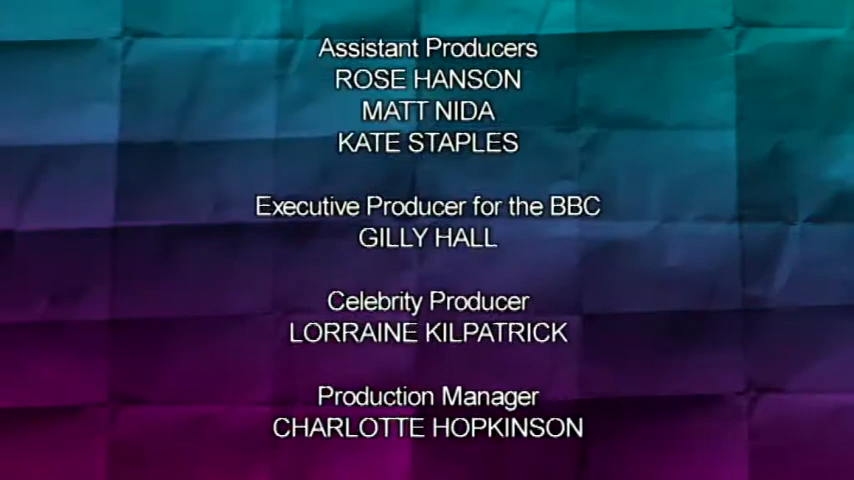 Assistant Producers
ROSE HANSON
MATT NIDA
KATE STAPLES
Executive Producer for the BBC
GILLY HALL
Celebrity Producer
LORRAINE KILPATRICK
Production Manager
CHARLOTTE HOPKINSON